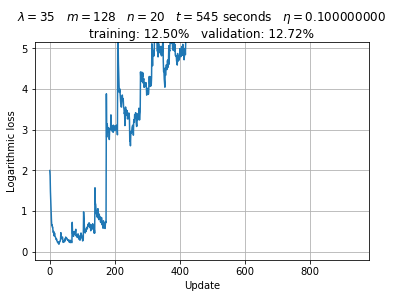 λ = 35 m = 128 n = 20 t = 545 seconds η = 0.100000000
training: 12.50% validation: 12.72%
5
4
3
2
1
0
Logarithmic loss
0 200 400 600 800
Update